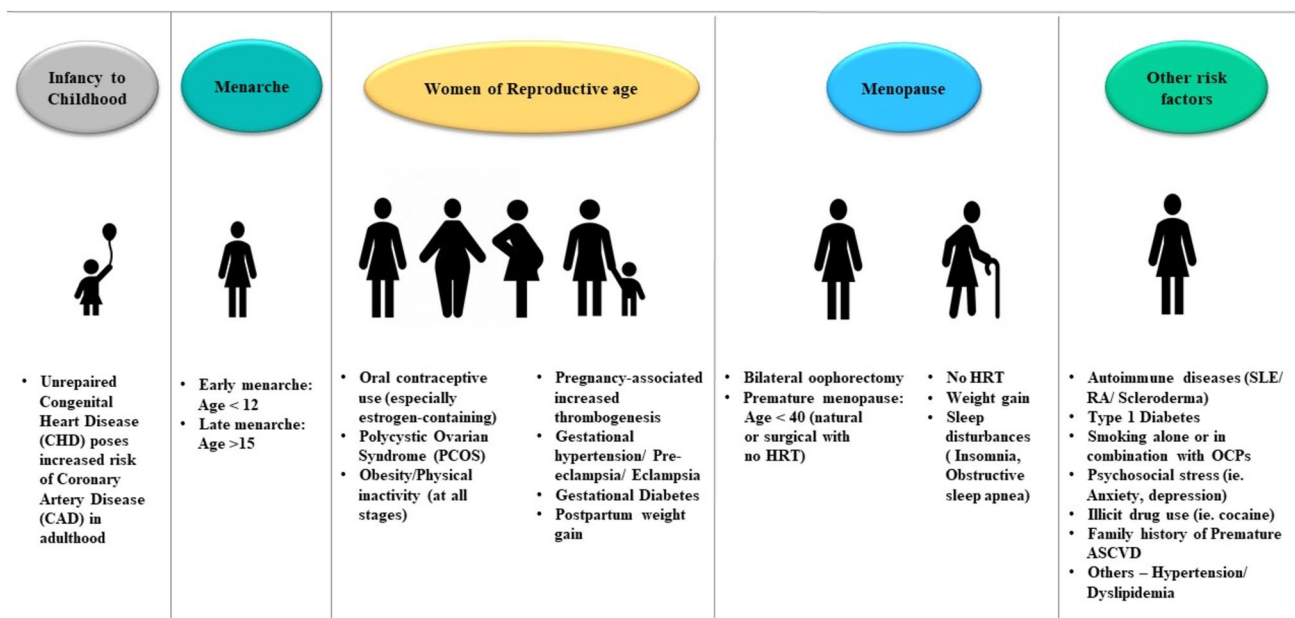 Infancy to
Childhood
Menarche
Women of Reproductive age
Menopause
Other risk
factors
• Unrepaired
Congenital
Heart Disease
(CHD) poses
increased risk
of Coronary
Artery Disease
(CAD) in
adulthood
• Early menarche:
Age < 12
• Late menarche:
Age >15
• Oral contraceptive
use (especially
estrogen-containing)
• Polycystic Ovarian
Syndrome (PCOS)
• Obesity/Physical
inactivity (at all
stages)
• Pregnancy-associated
increased
thrombogenesis
• Gestational
hypertension/ Pre-
eclampsia/ Eclampsia
• Gestational Diabetes
• Postpartum weight
gain
• Bilateral oophorectomy
• Premature menopause:
Age < 40 (natural
or surgical with
no HRT)
• No HRT
• Weight gain
• Sleep
disturbances
( Insomnia,
Obstructive
sleep apnea)
• Autoimmune diseases (SLE/
RA/ Scleroderma)
• Type 1 Diabetes
• Smoking alone or in
combination with OCPs
• Psychosocial stress (ie.
Anxiety, depression)
• Illicit drug use (ie. cocaine)
• Family history of Premature
ASCVD
• Others – Hypertension/
Dyslipidemia